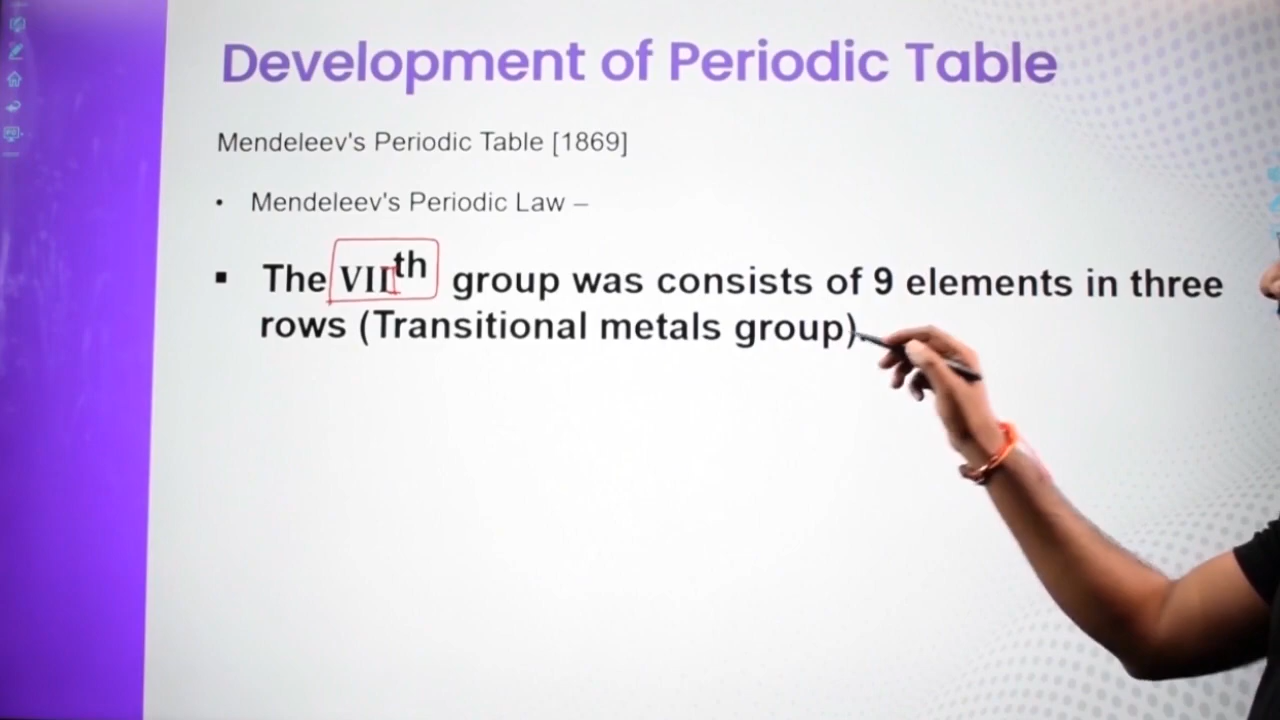 Development of Periodic Table
Mendeleev's Periodic Table [1869]
• Mendeleev's Periodic Law –
▪ The VIIIth group was consists of 9 elements in three
rows (Transitional metals group)